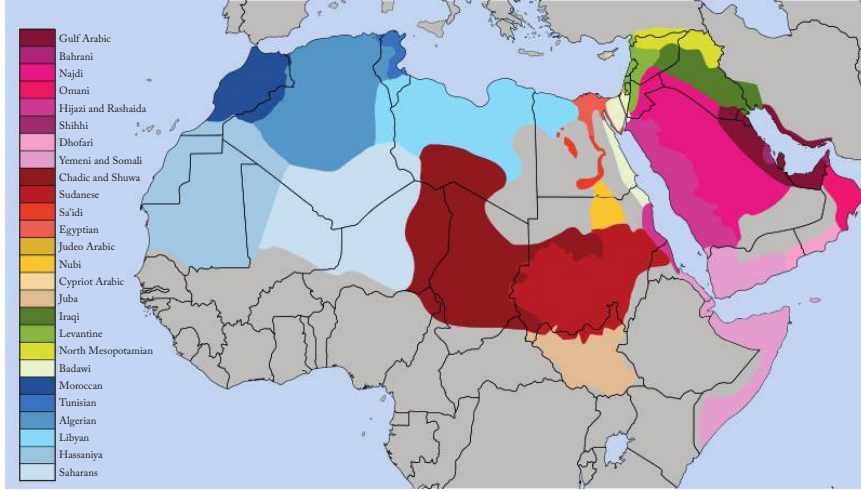 Gulf Arabic
Bahrani
Najdi
Omani
Hijazi and Rashaida
Shihhi
Dhofari
Yemeni and Somali
Chadic and Shuwa
Sudanese
Sa'idi
Egyptian
Judeo Arabic
Nubi
Cypriot Arabic
Juba
Iraqi
Levantine
North Mesopotamian
Badawi
Moroccan
Tunisian
Algerian
Libyan
Hassaniya
Saharans